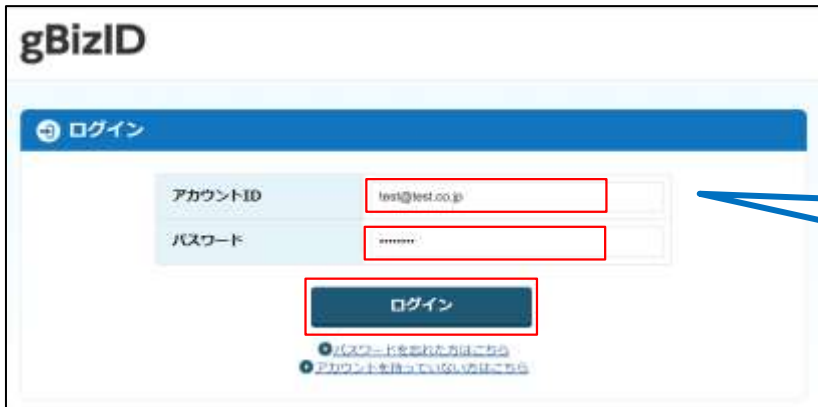 gBizID
ログイン
アカウントID
test@test.co.jp
パスワード
••••••••
ログイン
パスワードを忘れた方はこちら
アカウントを持っていない方はこちら